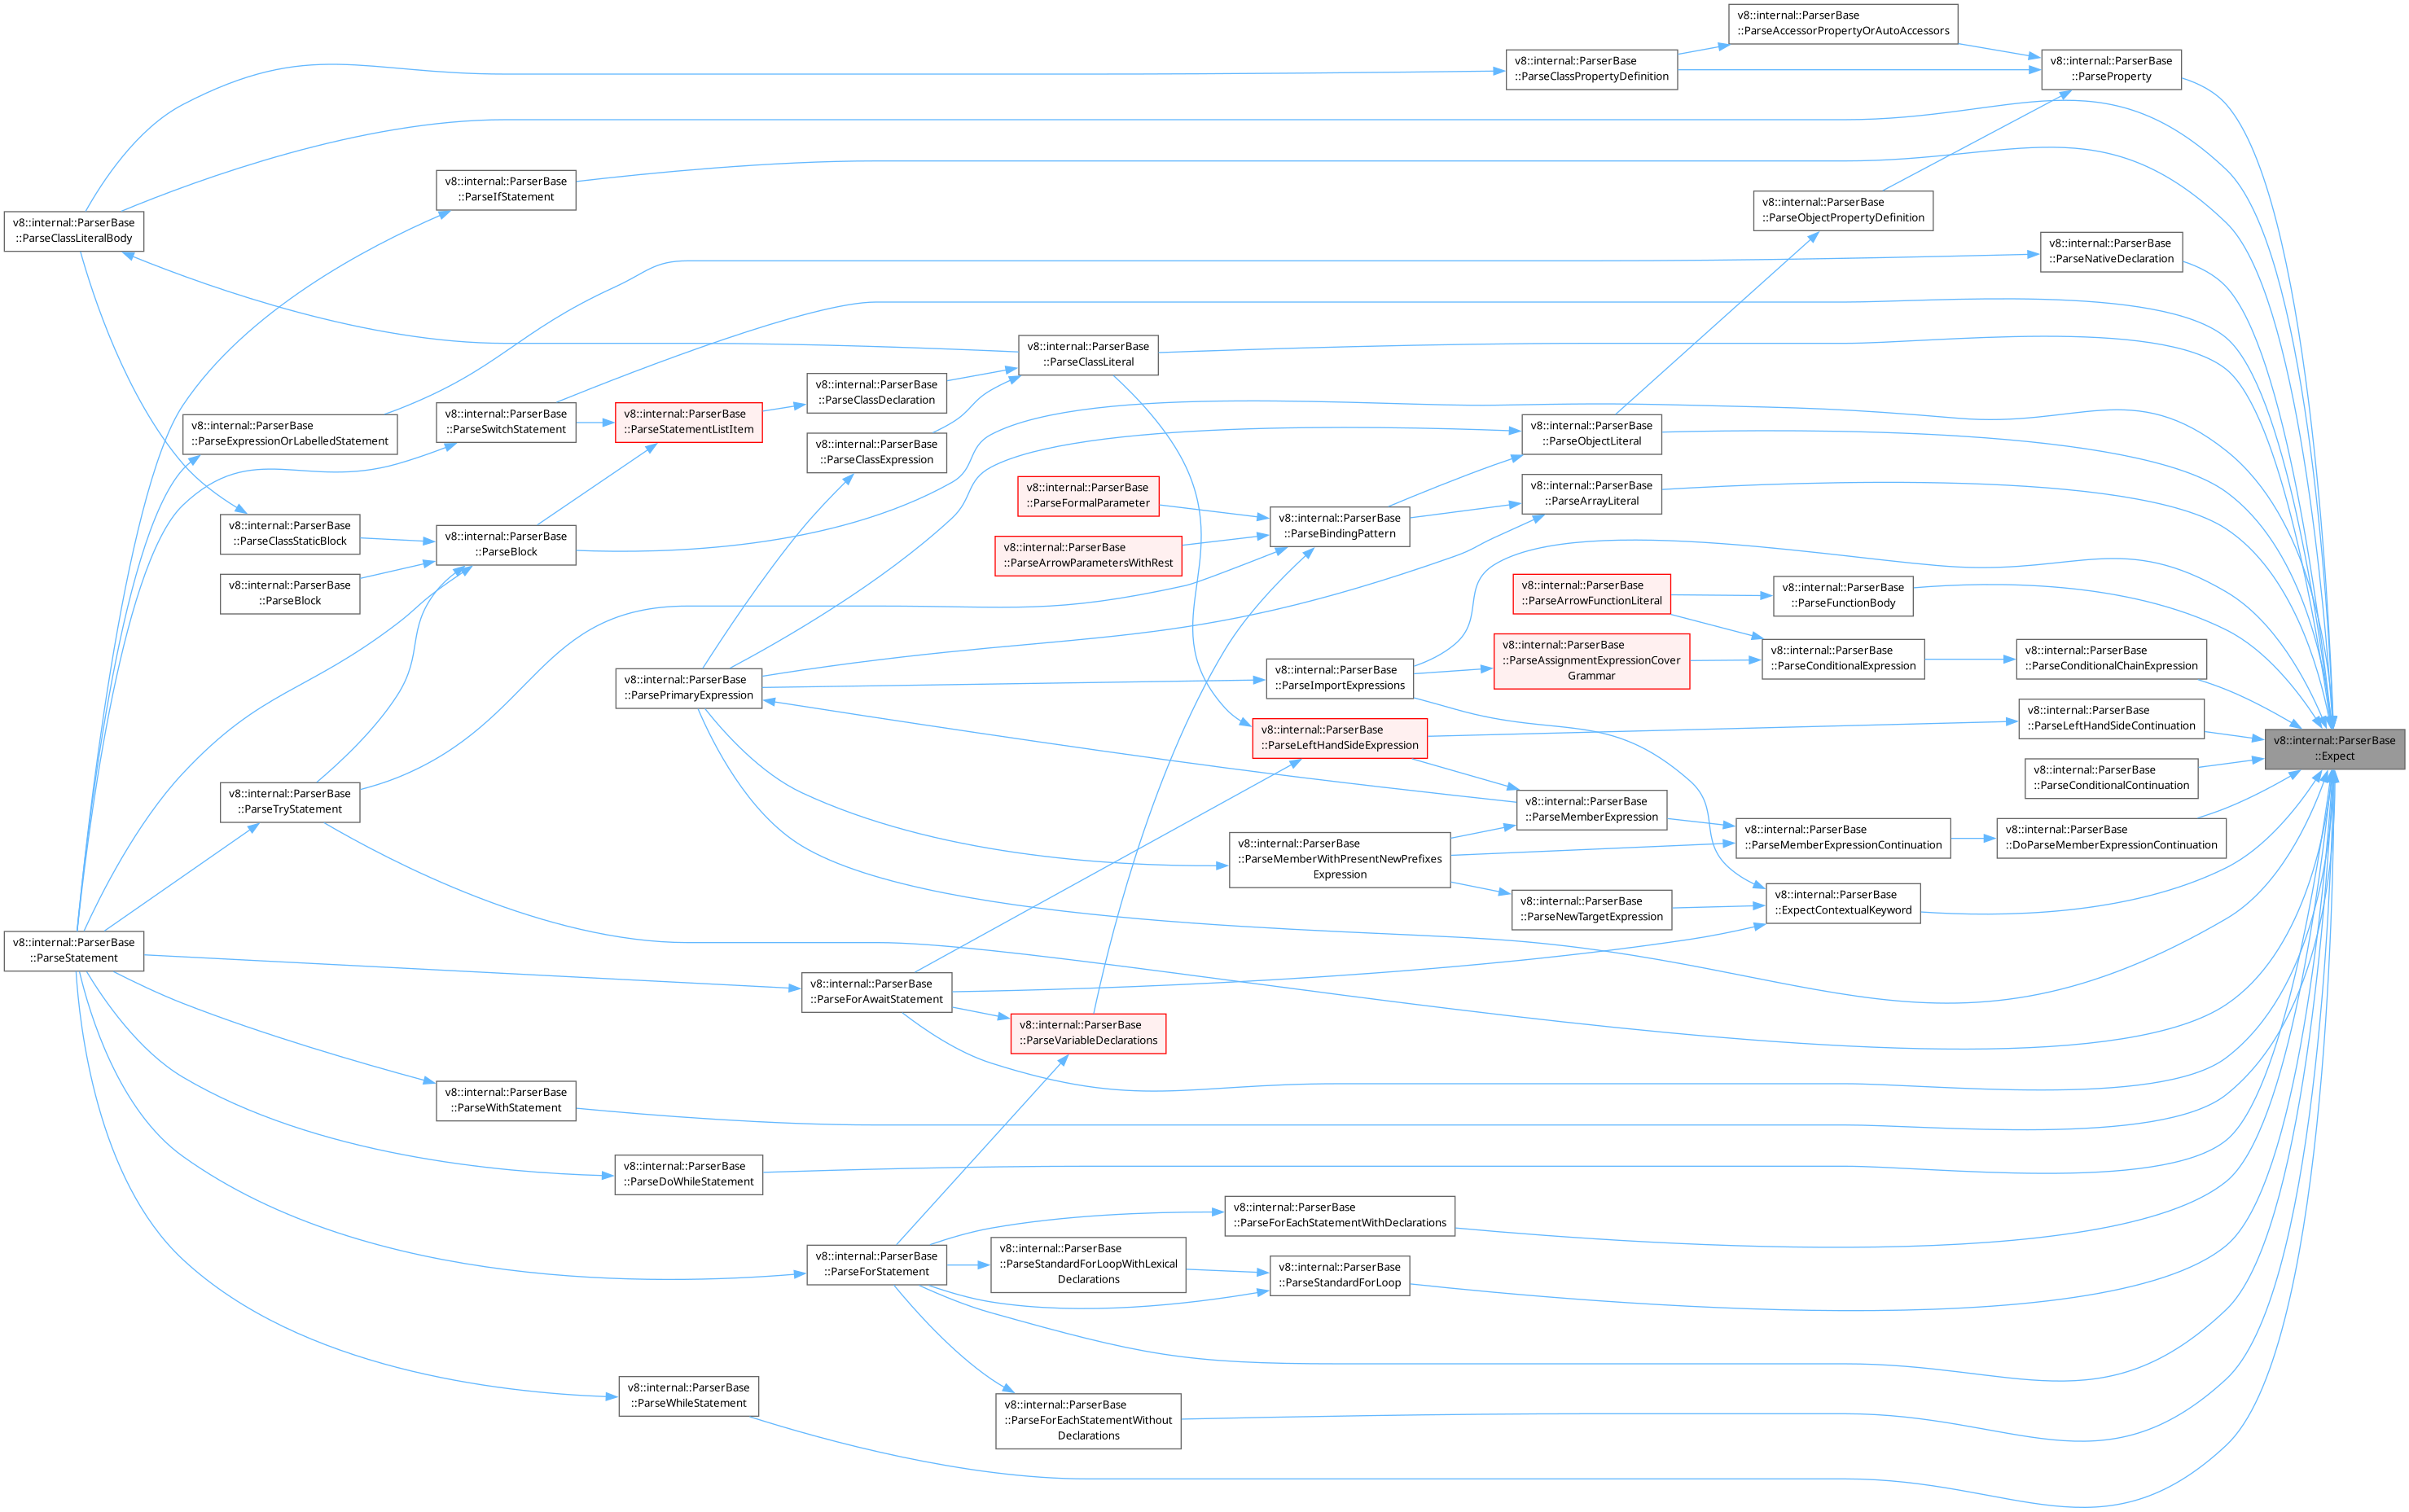 v8::internal::ParserBase
::ParseAccessorPropertyOrAutoAccessors
v8::internal::ParserBase
::ParseClassPropertyDefinition
v8::internal::ParserBase
::ParseProperty
v8::internal::ParserBase
::ParseIfStatement
v8::internal::ParserBase
::ParseObjectPropertyDefinition
v8::internal::ParserBase
::ParseClassLiteralBody
v8::internal::ParserBase
::ParseNativeDeclaration
v8::internal::ParserBase
::ParseClassLiteral
v8::internal::ParserBase
::ParseClassDeclaration
v8::internal::ParserBase
::ParseExpressionOrLabelledStatement
v8::internal::ParserBase
::ParseSwitchStatement
v8::internal::ParserBase
::ParseStatementListItem
v8::internal::ParserBase
::ParseClassExpression
v8::internal::ParserBase
::ParseObjectLiteral
v8::internal::ParserBase
::ParseFormalParameter
v8::internal::ParserBase
::ParseArrayLiteral
v8::internal::ParserBase
::ParseClassStaticBlock
v8::internal::ParserBase
::ParseBlock
v8::internal::ParserBase
::ParseBindingPattern
v8::internal::ParserBase
::ParseArrowParametersWithRest
v8::internal::ParserBase
::ParseBlock
v8::internal::ParserBase
::ParseArrowFunctionLiteral
v8::internal::ParserBase
::ParseFunctionBody
v8::internal::ParserBase
::ParsePrimaryExpression
v8::internal::ParserBase
::ParseImportExpressions
v8::internal::ParserBase
::ParseAssignmentExpressionCover
Grammar
v8::internal::ParserBase
::ParseConditionalExpression
v8::internal::ParserBase
::ParseConditionalChainExpression
v8::internal::ParserBase
::ParseLeftHandSideExpression
v8::internal::ParserBase
::ParseLeftHandSideContinuation
v8::internal::ParserBase
::Expect
v8::internal::ParserBase
::ParseConditionalContinuation
v8::internal::ParserBase
::ParseTryStatement
v8::internal::ParserBase
::ParseMemberExpression
v8::internal::ParserBase
::ParseMemberWithPresentNewPrefixes
Expression
v8::internal::ParserBase
::ParseMemberExpressionContinuation
v8::internal::ParserBase
::DoParseMemberExpressionContinuation
v8::internal::ParserBase
::ParseNewTargetExpression
v8::internal::ParserBase
::ExpectContextualKeyword
v8::internal::ParserBase
::ParseStatement
v8::internal::ParserBase
::ParseForAwaitStatement
v8::internal::ParserBase
::ParseVariableDeclarations
v8::internal::ParserBase
::ParseWithStatement
v8::internal::ParserBase
::ParseDoWhileStatement
v8::internal::ParserBase
::ParseForEachStatementWithDeclarations
v8::internal::ParserBase
::ParseForStatement
v8::internal::ParserBase
::ParseStandardForLoopWithLexical
Declarations
v8::internal::ParserBase
::ParseStandardForLoop
v8::internal::ParserBase
::ParseWhileStatement
v8::internal::ParserBase
::ParseForEachStatementWithout
Declarations